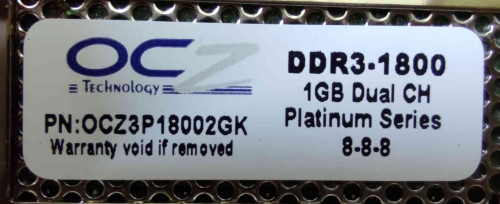 OCZ
Technology
PN:OCZ3P18002GK
Warranty void if removed
DDR3-1800
1GB Dual CH
Platinum Series
8-8-8